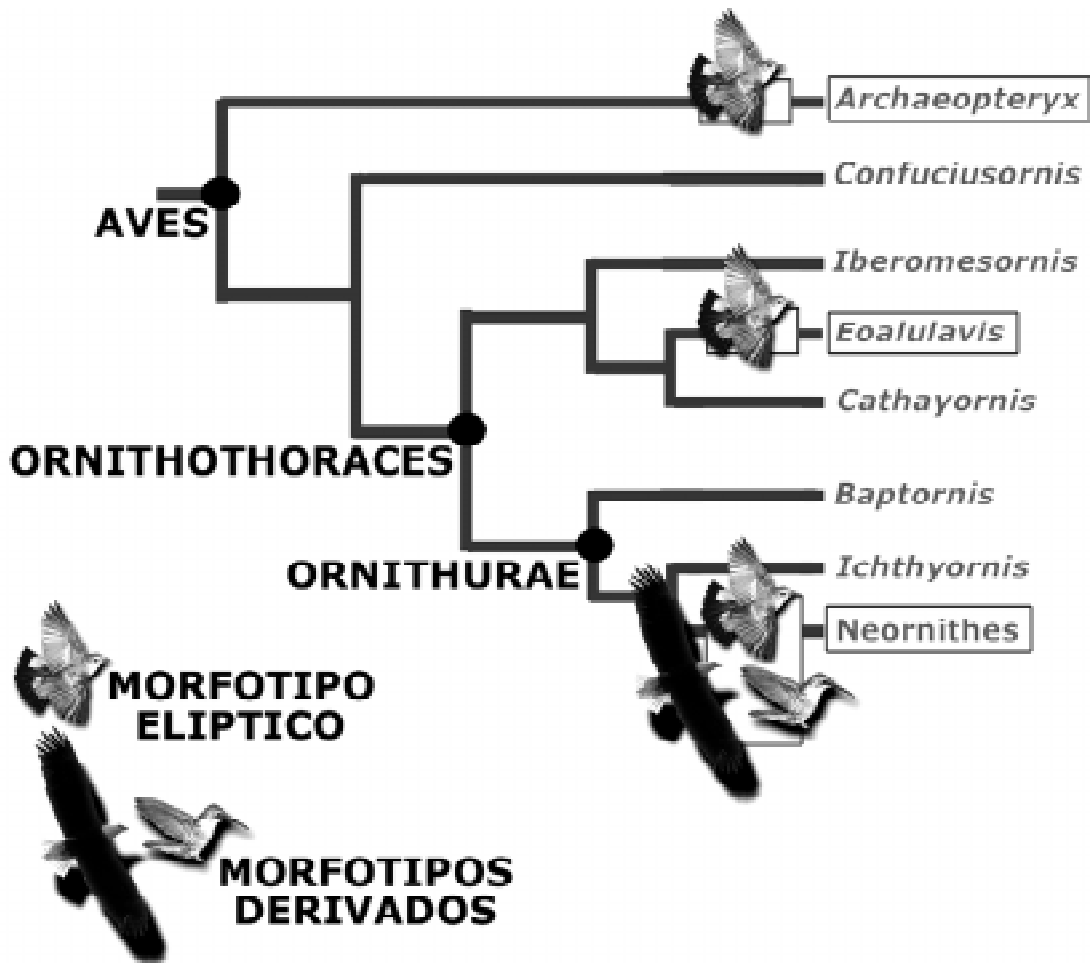 Archaeopteryx
Confuciusornis
AVES
Iberomesornis
Eoalulavis
Cathayornis
ORNITHOTHORACES
Baptornis
ORNITHURAE
Ichthyornis
Neornithes
MORFOTIPO
ELIPTICO
MORFOTIPOS
DERIVADOS